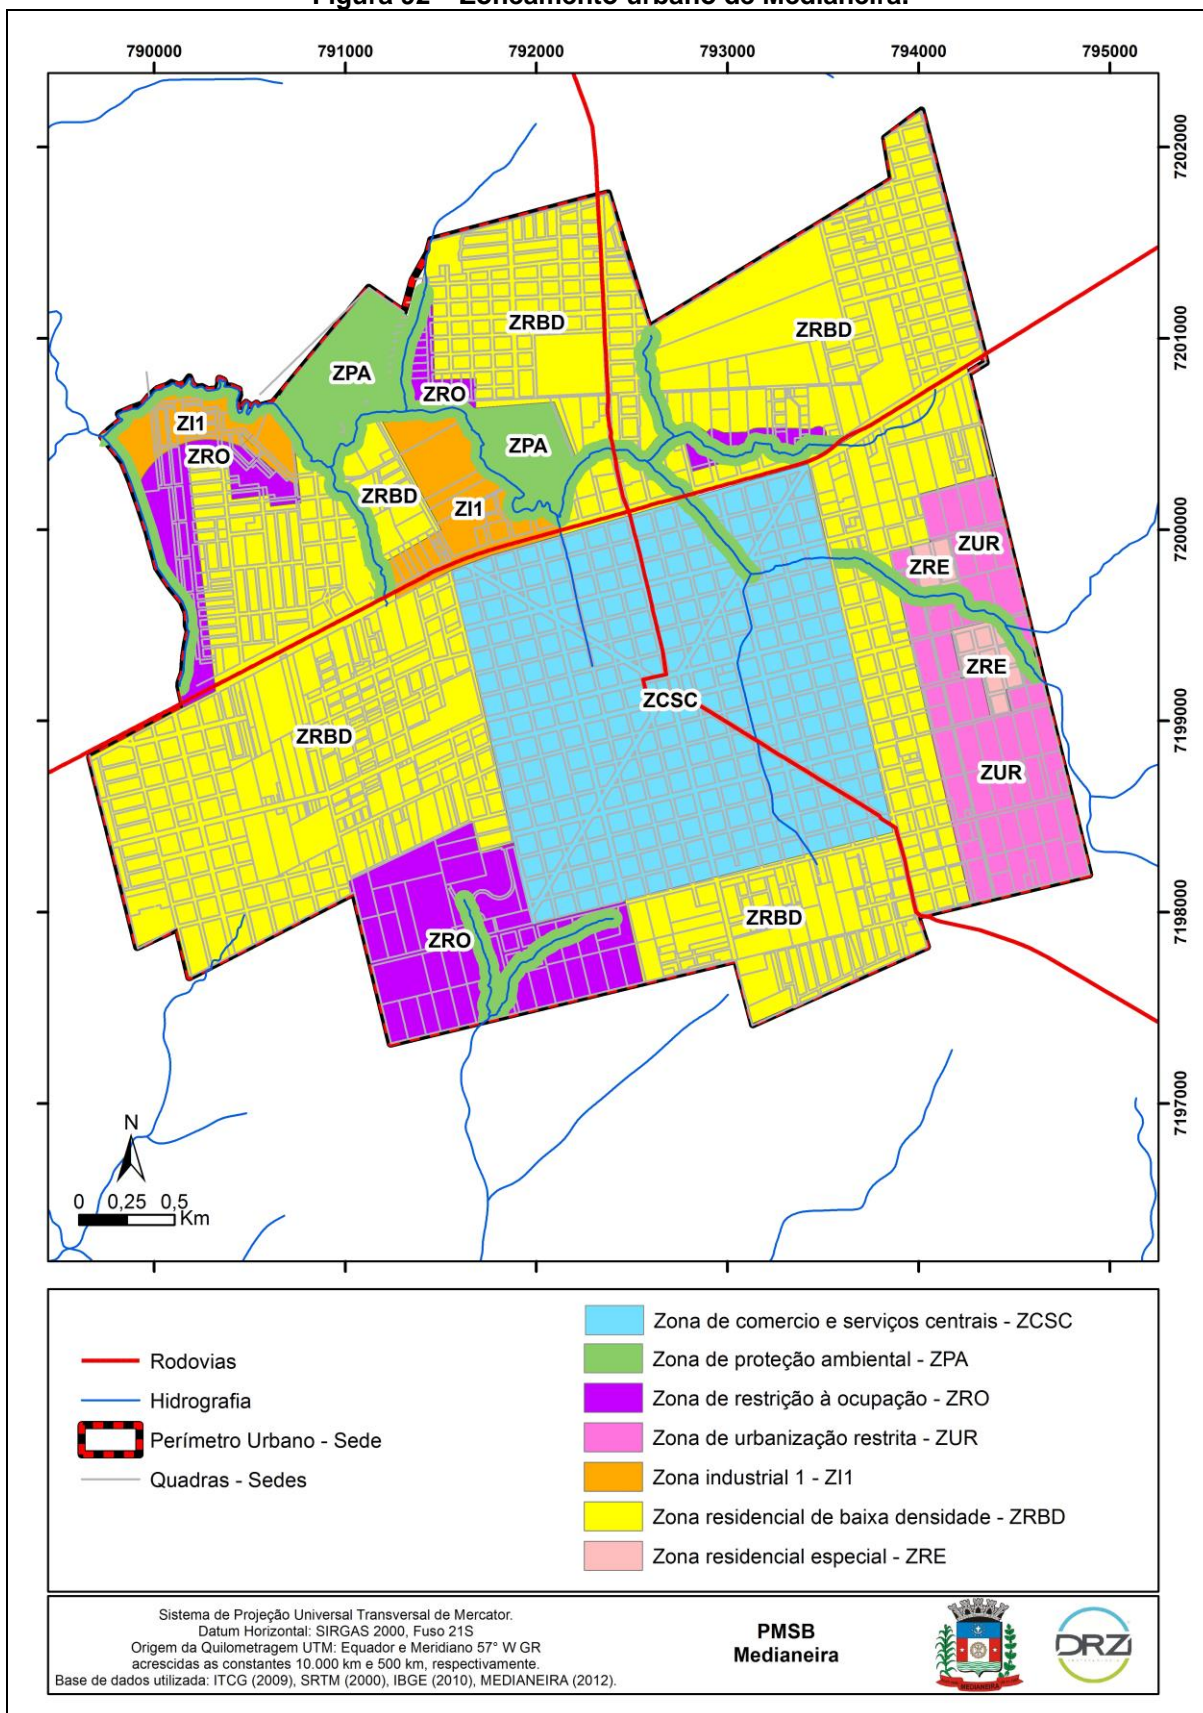 Figura 32 – Zoneamento urbano de Medianeira.
790000 791000 792000 793000 794000 795000
7202000
7201000
7200000
7199000
7198000
7197000
ZRBD
ZRBD
ZPA
ZRO
ZI1
ZPA
ZRO
ZRBD
ZI1
ZUR
ZRE
ZRE
ZCSC
ZRBD
ZUR
ZRBD
ZRO
N
0 0,25 0,5
Km
Rodovias
Hidrografia
Perímetro Urbano - Sede
Quadras - Sedes
Zona de comercio e serviços centrais - ZCSC
Zona de proteção ambiental - ZPA
Zona de restrição à ocupação - ZRO
Zona de urbanização restrita - ZUR
Zona industrial 1 - ZI1
Zona residencial de baixa densidade - ZRBD
Zona residencial especial - ZRE
Sistema de Projeção Universal Transversal de Mercator.
Datum Horizontal: SIRGAS 2000, Fuso 21S
Origem da Quilometragem UTM: Equador e Meridiano 57° W GR
acrescidas as constantes 10.000 km e 500 km, respectivamente.
Base de dados utilizada: ITCG (2009), SRTM (2000), IBGE (2010), MEDIANEIRA (2012).
PMSB
Medianeira
MEDIANEIRA
DRZ